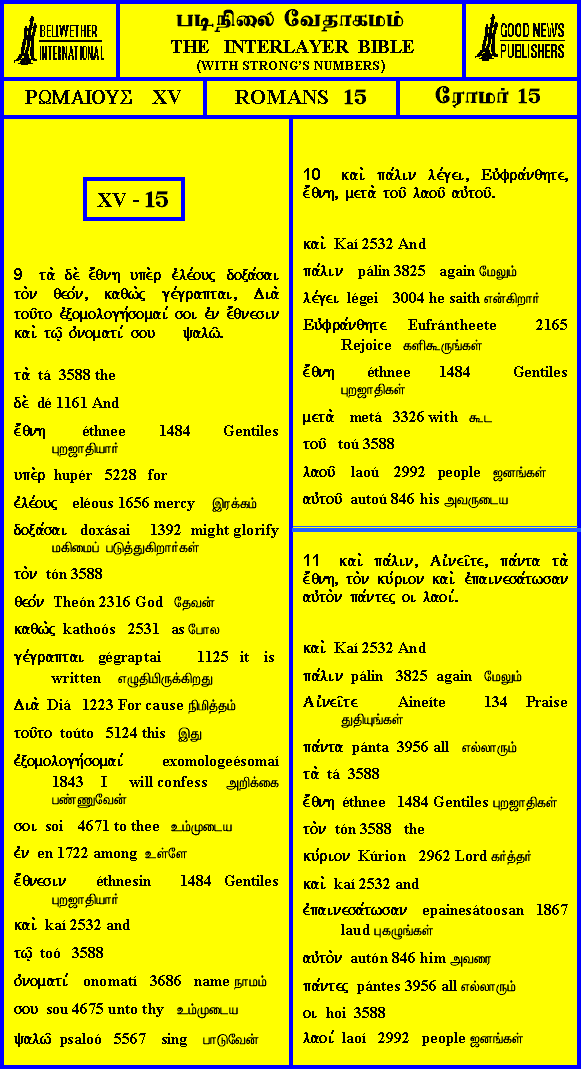 BELLWETHER
INTERNATIONAL
படிநிலை வேதாகமம்
THE INTERLAYER BIBLE
(WITH STRONG'S NUMBERS)
GOOD NEWS
PUBLISHERS
ΡΩΜΑΙΟΥΣ XV
ROMANS 15
ரோமர் 15
XV - 15
9 τὰ δὲ ἔθνη υπὲρ ἐλέους δοξάσαι
τὸν θεόν, καθὼς γέγραπται, Διὰ
τοῦτο ἐξομολογήσομαί σοι ἐν ἔθνεσιν
καὶ τῷ ὀνοματί σου ψαλῶ.
τὰ tá 3588 the
δὲ dé 1161 And
ἔθνη éthnee 1484 Gentiles
புறஜாதியார்
υπὲρ hupér 5228 for
ἐλέους eléous 1656 mercy இரக்கம்
δοξάσαι doxásai 1392 might glorify
மகிமைப் படுத்துகிறார்கள்
τὸν tón 3588
θεόν Theón 2316 God தேவன்
καθὼς kathoós 2531 as போல
γέγραπται gégraptai 1125 it is
written எழுதியிருக்கிறது
Διὰ Diá 1223 For cause நிமித்தம்
τοῦτο toúto 5124 this இது
ἐξομολογήσομαί exomologeésomaí
1843 I will confess அறிக்கை
பண்ணுவேன்
σοι soi 4671 to thee உம்முடைய
ἐν en 1722 among உள்ளே
ἔθνεσιν éthnesin 1484 Gentiles
புறஜாதியார்
καὶ kaí 2532 and
τῷ toó 3588
ὀνοματί onomatí 3686 name நாமம்
σου sou 4675 unto thy உம்முடைய
ψαλῶ psaloó 5567 sing பாடுவேன்
10 καὶ πάλιν λέγει, Εὐφράνθητε,
ἔθνη, μετὰ τοῦ λαοῦ αὐτοῦ.
καὶ Kaí 2532 And
πάλιν pálin 3825 again மேலும்
λέγει légei 3004 he saith என்கிறார்
Εὐφράνθητε Eufrántheete 2165
Rejoice களிகூருங்கள்
ἔθνη éthnee 1484 Gentiles
புறஜாதிகள்
μετὰ metá 3326 with கூட
τοῦ toú 3588
λαοῦ laoú 2992 people ஜனங்கள்
αὐτοῦ autoú 846 his அவருடைய
11 καὶ πάλιν, Αἰνεῖτε, πάντα τὰ
ἔθνη, τὸν κύριον καὶ ἐπαινεσάτωσαν
αὐτὸν πάντες οι λαοί.
καὶ Kaí 2532 And
πάλιν pálin 3825 again மேலும்
Αἰνεῖτε Aineíte 134 Praise
துதியுங்கள்
πάντα pánta 3956 all எல்லாரும்
τὰ tá 3588
ἔθνη éthnee 1484 Gentiles புறஜாதிகள்
τὸν tón 3588 the
κύριον Kúrion 2962 Lord கர்த்தர்
καὶ kaí 2532 and
ἐπαινεσάτωσαν epainesátoosan 1867
laud புகழுங்கள்
αὐτὸν autón 846 him அவரை
πάντες pántes 3956 all எல்லாரும்
οι hoi 3588
λαοί laoí 2992 people ஜனங்கள்